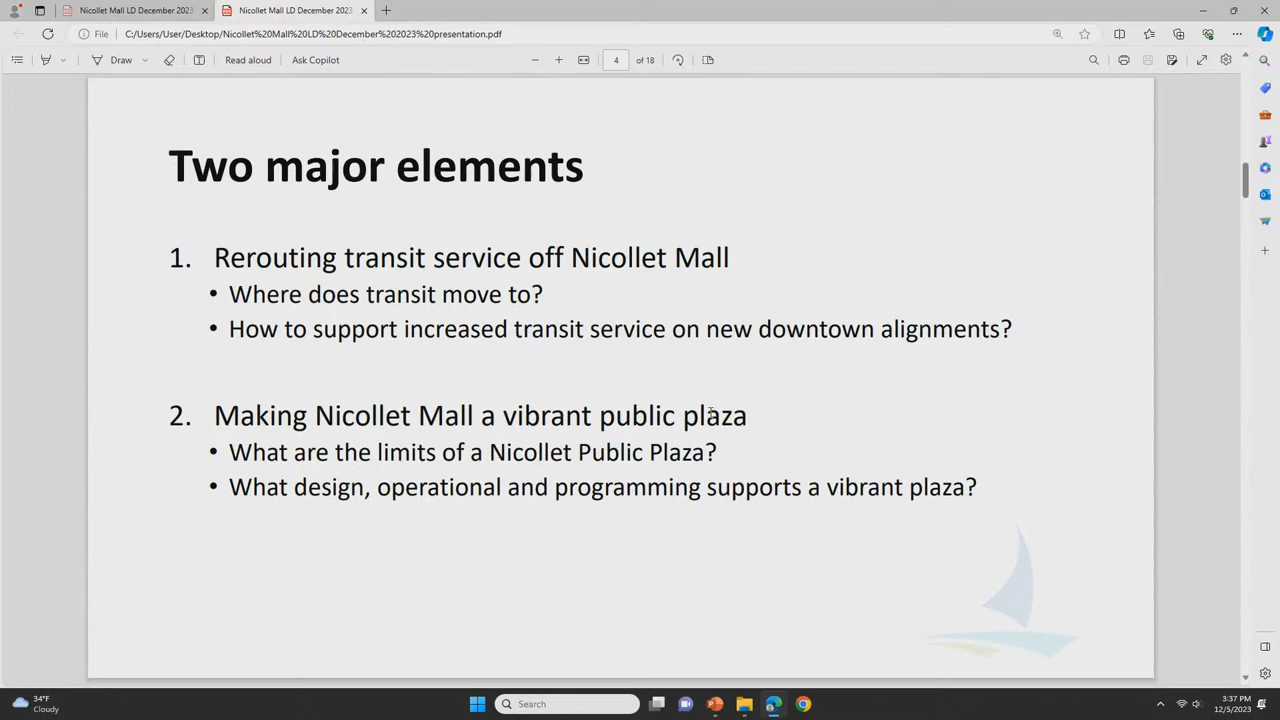 Nicollet Mall LD December 2023
Nicollet Mall LD December 2023
File
C:/Users/User/Desktop/Nicollet%20Mall%20LD%20December%202023%20presentation.pdf
Draw
Read aloud
Ask Copilot
4
of 18
Two major elements
1. Rerouting transit service off Nicollet Mall
• Where does transit move to?
• How to support increased transit service on new downtown alignments?
2. Making Nicollet Mall a vibrant public plaza
• What are the limits of a Nicollet Public Plaza?
• What design, operational and programming supports a vibrant plaza?
34°F
Cloudy
Search
3:37 PM
12/5/2023